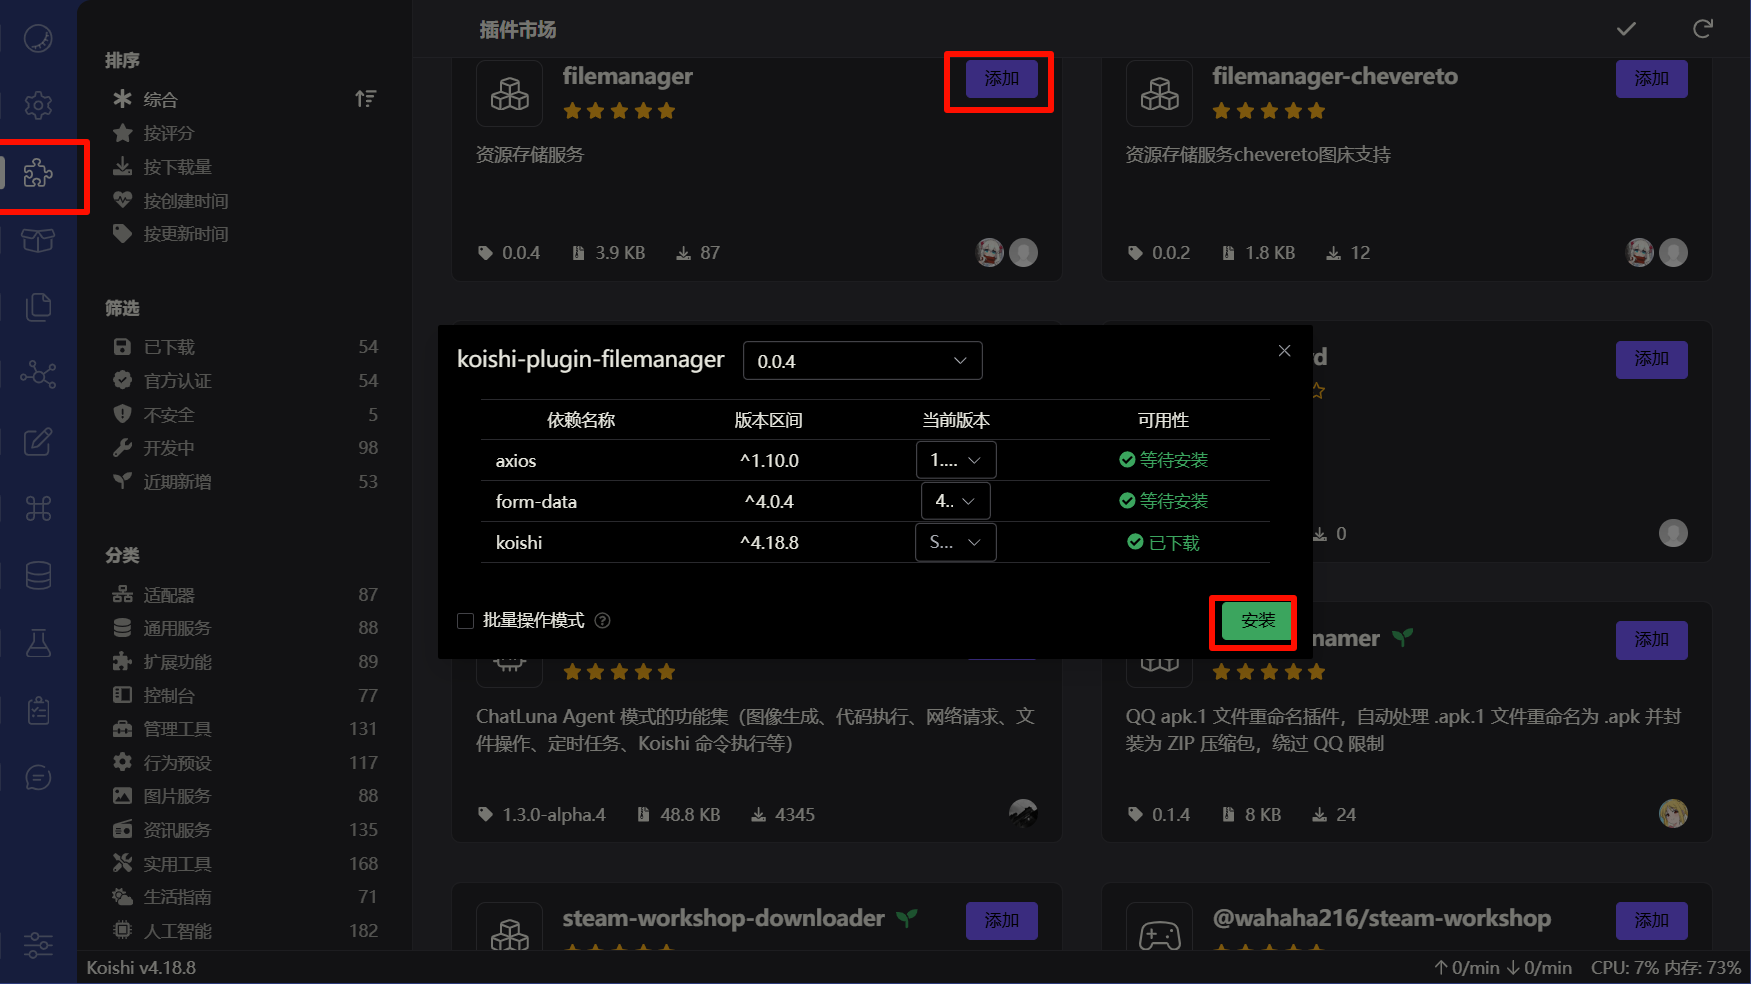 插件市场
排序
综合
按评分
按下载量
按创建时间
按更新时间
筛选
已下载 54
官方认证 54
不安全 5
开发中 98
近期新增 53
分类
适配器 87
通用服务 88
扩展功能 89
控制台 77
管理工具 131
行为预设 117
图片服务 88
资讯服务 135
实用工具 168
生活指南 71
人工智能 182
filemanager
添加
资源存储服务
0.0.4 3.9 KB 87
filemanager-chevereto
添加
资源存储服务chevereto图床支持
0.0.2 1.8 KB 12
koishi-plugin-filemanager 0.0.4
依赖名称 版本区间 当前版本 可用性
axios ^1.10.0 1.... 等待安装
form-data ^4.0.4 4.. 等待安装
koishi ^4.18.8 S... 已下载
批量操作模式
安装
d
添加
0
ChatLuna Agent 模式的功能集（图像生成、代码执行、网络请求、文
件操作、定时任务、Koishi 命令执行等）
1.3.0-alpha.4 48.8 KB 4345
namer
添加
QQ apk.1 文件重命名插件，自动处理 .apk.1 文件重命名为 .apk 并封
装为 ZIP 压缩包，绕过 QQ 限制
0.1.4 8 KB 24
steam-workshop-downloader
添加
@wahaha216/steam-workshop
添加
Koishi v4.18.8
0/min 0/min CPU: 7% 内存: 73%